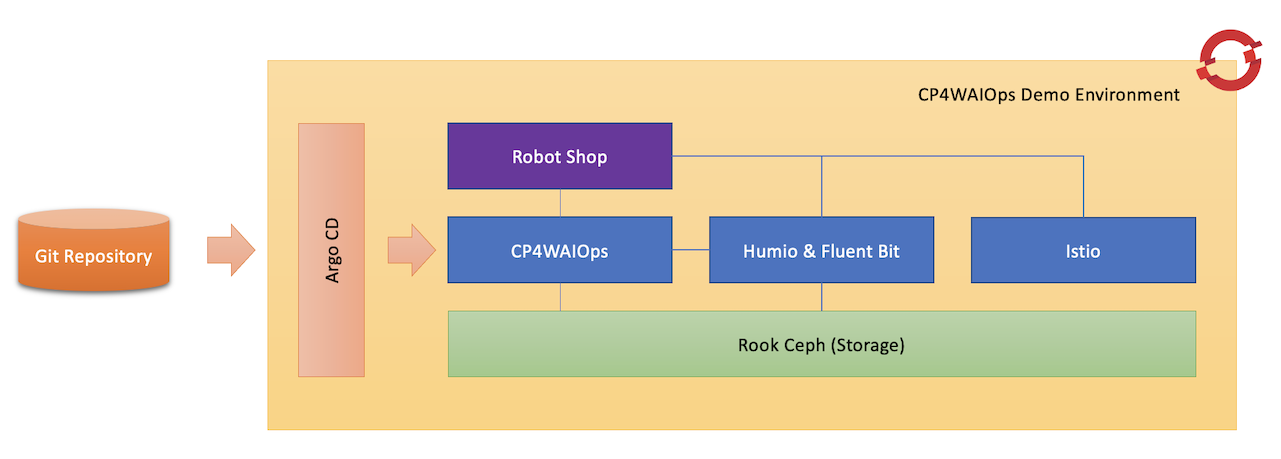 CP4WAIOps Demo Environment
Git Repository
Argo CD
Robot Shop
CP4WAIOps
Humio & Fluent Bit
Istio
Rook Ceph (Storage)